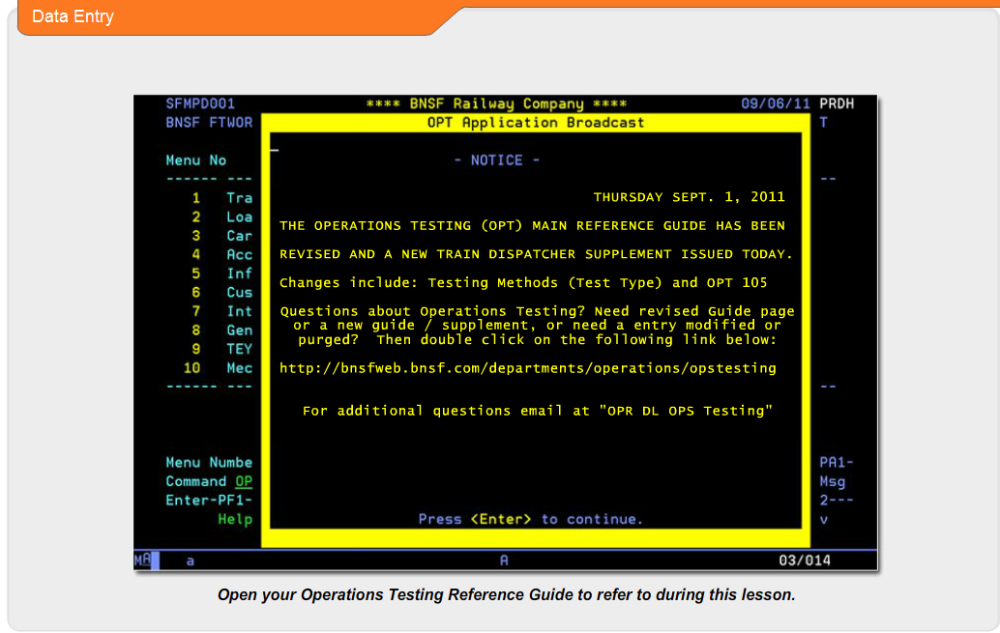 Data Entry
SFMPD001 **** BNSF Railway Company **** 09/06/11 PRDH
BNSF FTWOR OPT Application Broadcast T
Menu No - NOTICE -
------ --- --
1 Tra THURSDAY SEPT. 1, 2011
2 Loa
THE OPERATIONS TESTING (OPT) MAIN REFERENCE GUIDE HAS BEEN
3 Car
4 Acc REVISED AND A NEW TRAIN DISPATCHER SUPPLEMENT ISSUED TODAY.
5 Inf
Changes include: Testing Methods (Test Type) and OPT 105
6 Cus
7 Int Questions about Operations Testing? Need revised Guide page
or a new guide / supplement, or need a entry modified or
8 Gen purged? Then double click on the following link below:
9 TEY
10 Mec http://bnsfweb.bnsf.com/departments/operations/opstesting
------ --- --
For additional questions email at "OPR DL OPS Testing"
Menu Numbe PA1-
Command OP Msg
Enter-PF1- 2---
Help Press <Enter> to continue. v
MA a A 03/014
Open your Operations Testing Reference Guide to refer to during this lesson.